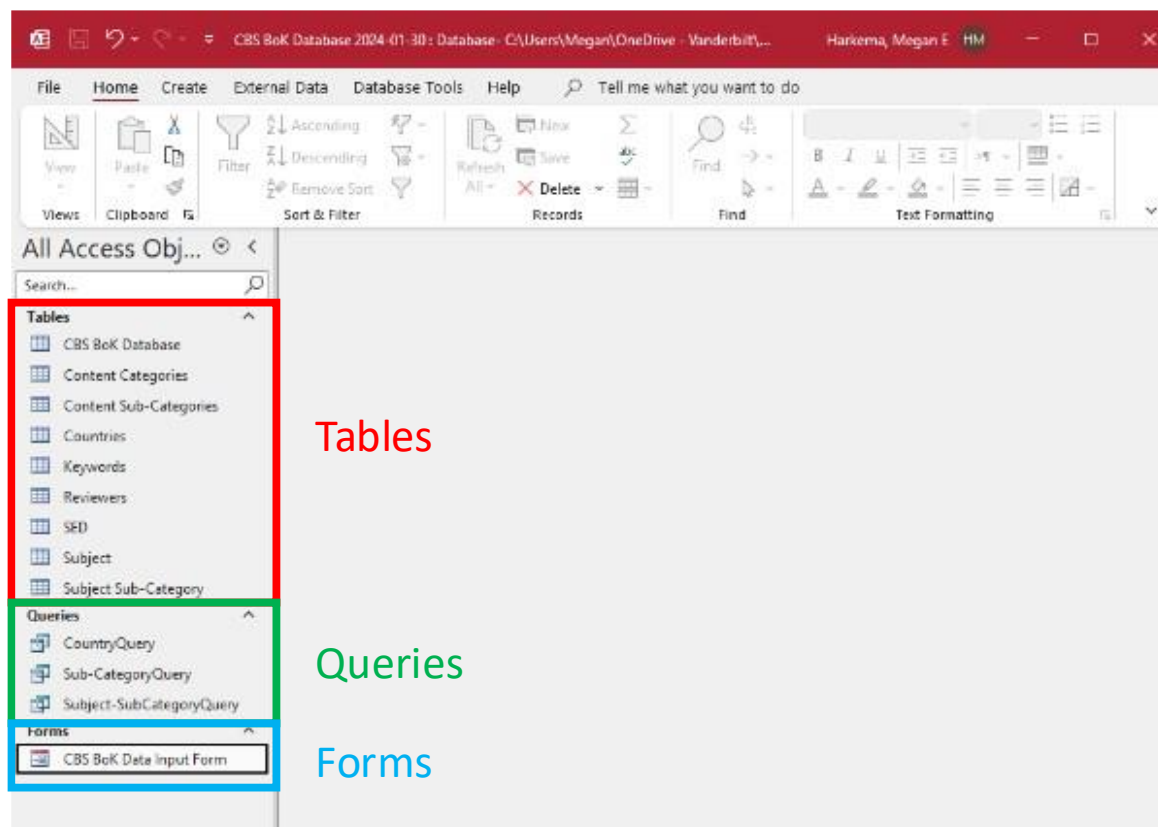 CBS BoK Database 2024-01-30 : Database- C:\Users\Megan\OneDrive - Vanderbilt\,...
Harkema, Megan E HM
File Home Create External Data Database Tools Help Tell me what you want to do
View Paste Filter Ascending Descending Remove Sort Refresh All New Save Delete Find
B I U
A
Views Clipboard Sort & Filter Records Find Text Formatting
All Access Obj...
Search...
Tables
CBS BoK Database
Content Categories
Content Sub-Categories
Countries
Keywords
Reviewers
SED
Subject
Subject Sub-Category
Tables
Queries
CountryQuery
Sub-CategoryQuery
Subject-SubCategoryQuery
Queries
Forms
CBS BoK Data Input Form
Forms